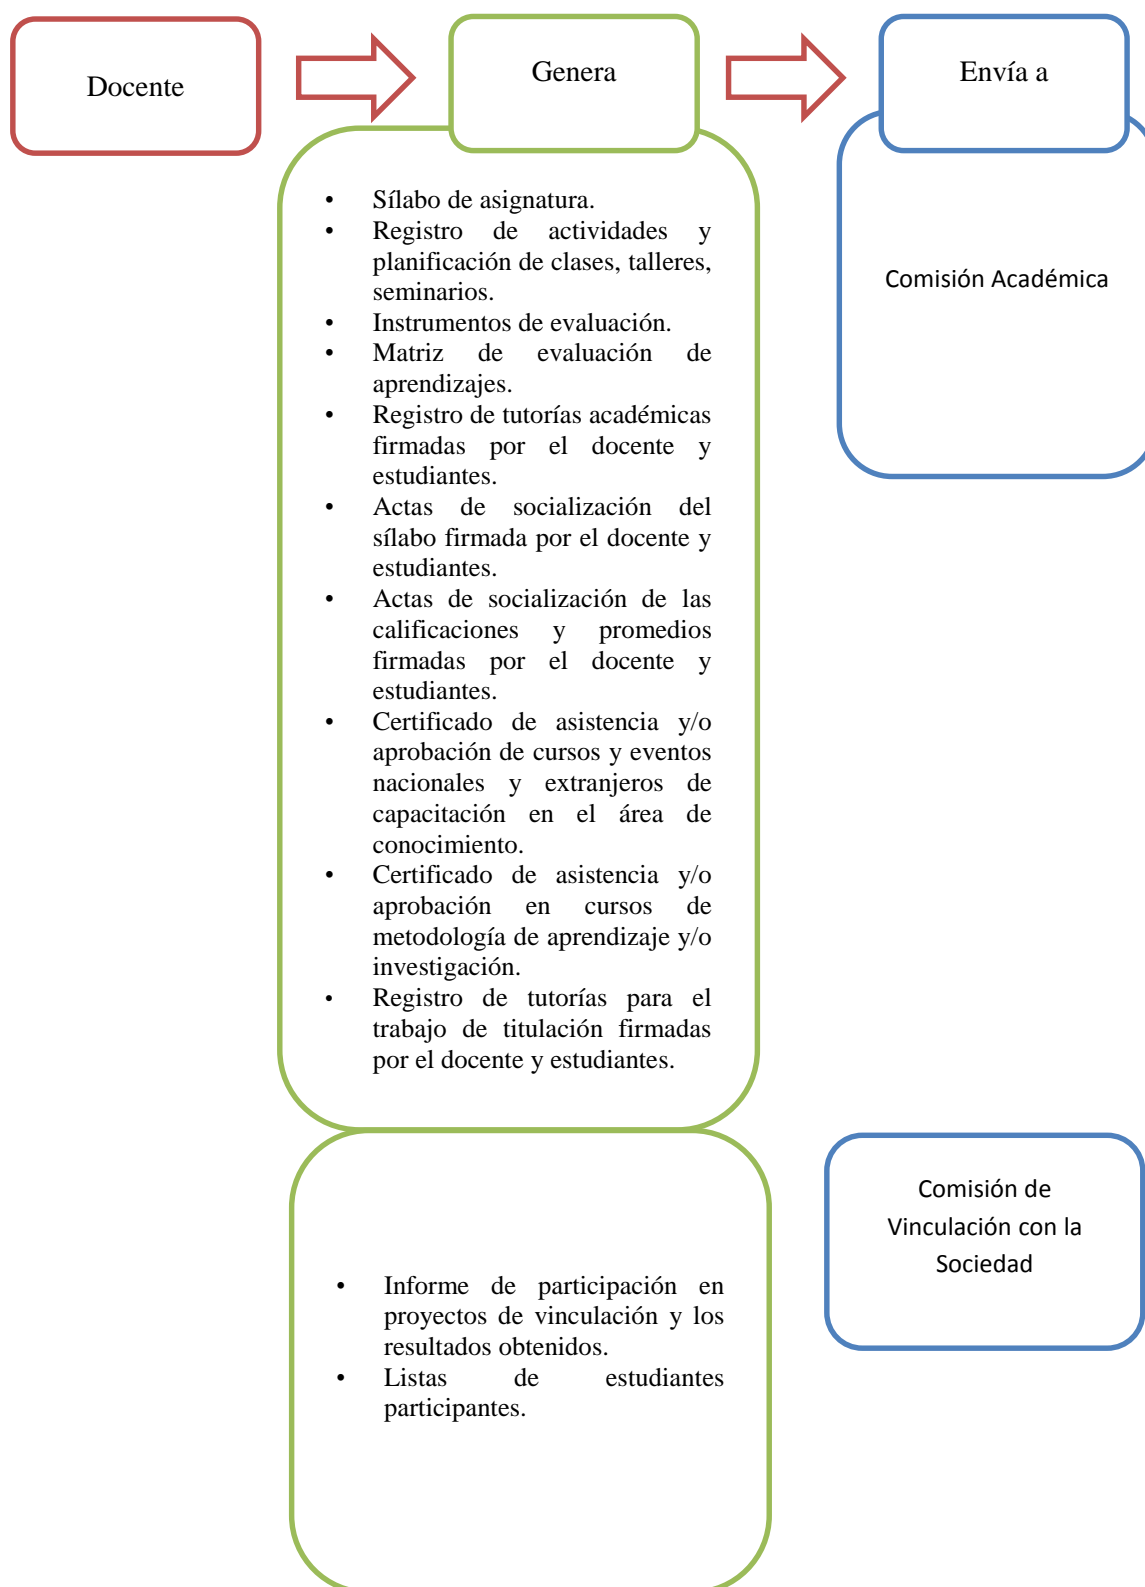 Docente
Genera
Envía a
• Sílabo de asignatura.
• Registro de actividades y
planificación de clases, talleres,
seminarios.
• Instrumentos de evaluación.
• Matriz de evaluación de
aprendizajes.
• Registro de tutorías académicas
firmadas por el docente y
estudiantes.
• Actas de socialización del
sílabo firmada por el docente y
estudiantes.
• Actas de socialización de las
calificaciones y promedios
firmadas por el docente y
estudiantes.
• Certificado de asistencia y/o
aprobación de cursos y eventos
nacionales y extranjeros de
capacitación en el área de
conocimiento.
• Certificado de asistencia y/o
aprobación en cursos de
metodología de aprendizaje y/o
investigación.
• Registro de tutorías para el
trabajo de titulación firmadas
por el docente y estudiantes.
Comisión Académica
• Informe de participación en
proyectos de vinculación y los
resultados obtenidos.
• Listas de estudiantes
participantes.
Comisión de
Vinculación con la
Sociedad